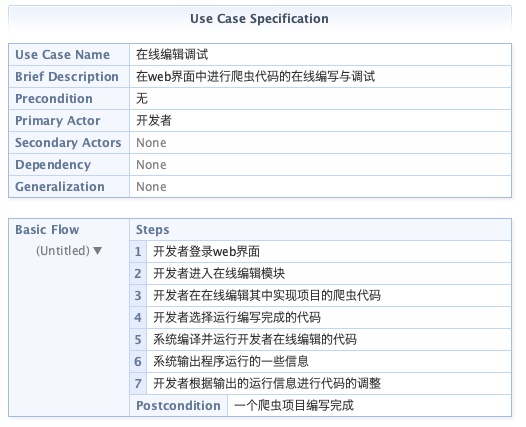 Use Case Specification
Use Case Name 在线编辑调试
Brief Description 在web界面中进行爬虫代码的在线编写与调试
Precondition 无
Primary Actor 开发者
Secondary Actors None
Dependency None
Generalization None
Basic Flow Steps
(Untitled) ▼
1 开发者登录web界面
2 开发者进入在线编辑模块
3 开发者在在线编辑其中实现项目的爬虫代码
4 开发者选择运行编写完成的代码
5 系统编译并运行开发者在线编辑的代码
6 系统输出程序运行的一些信息
7 开发者根据输出的运行信息进行代码的调整
Postcondition 一个爬虫项目编写完成